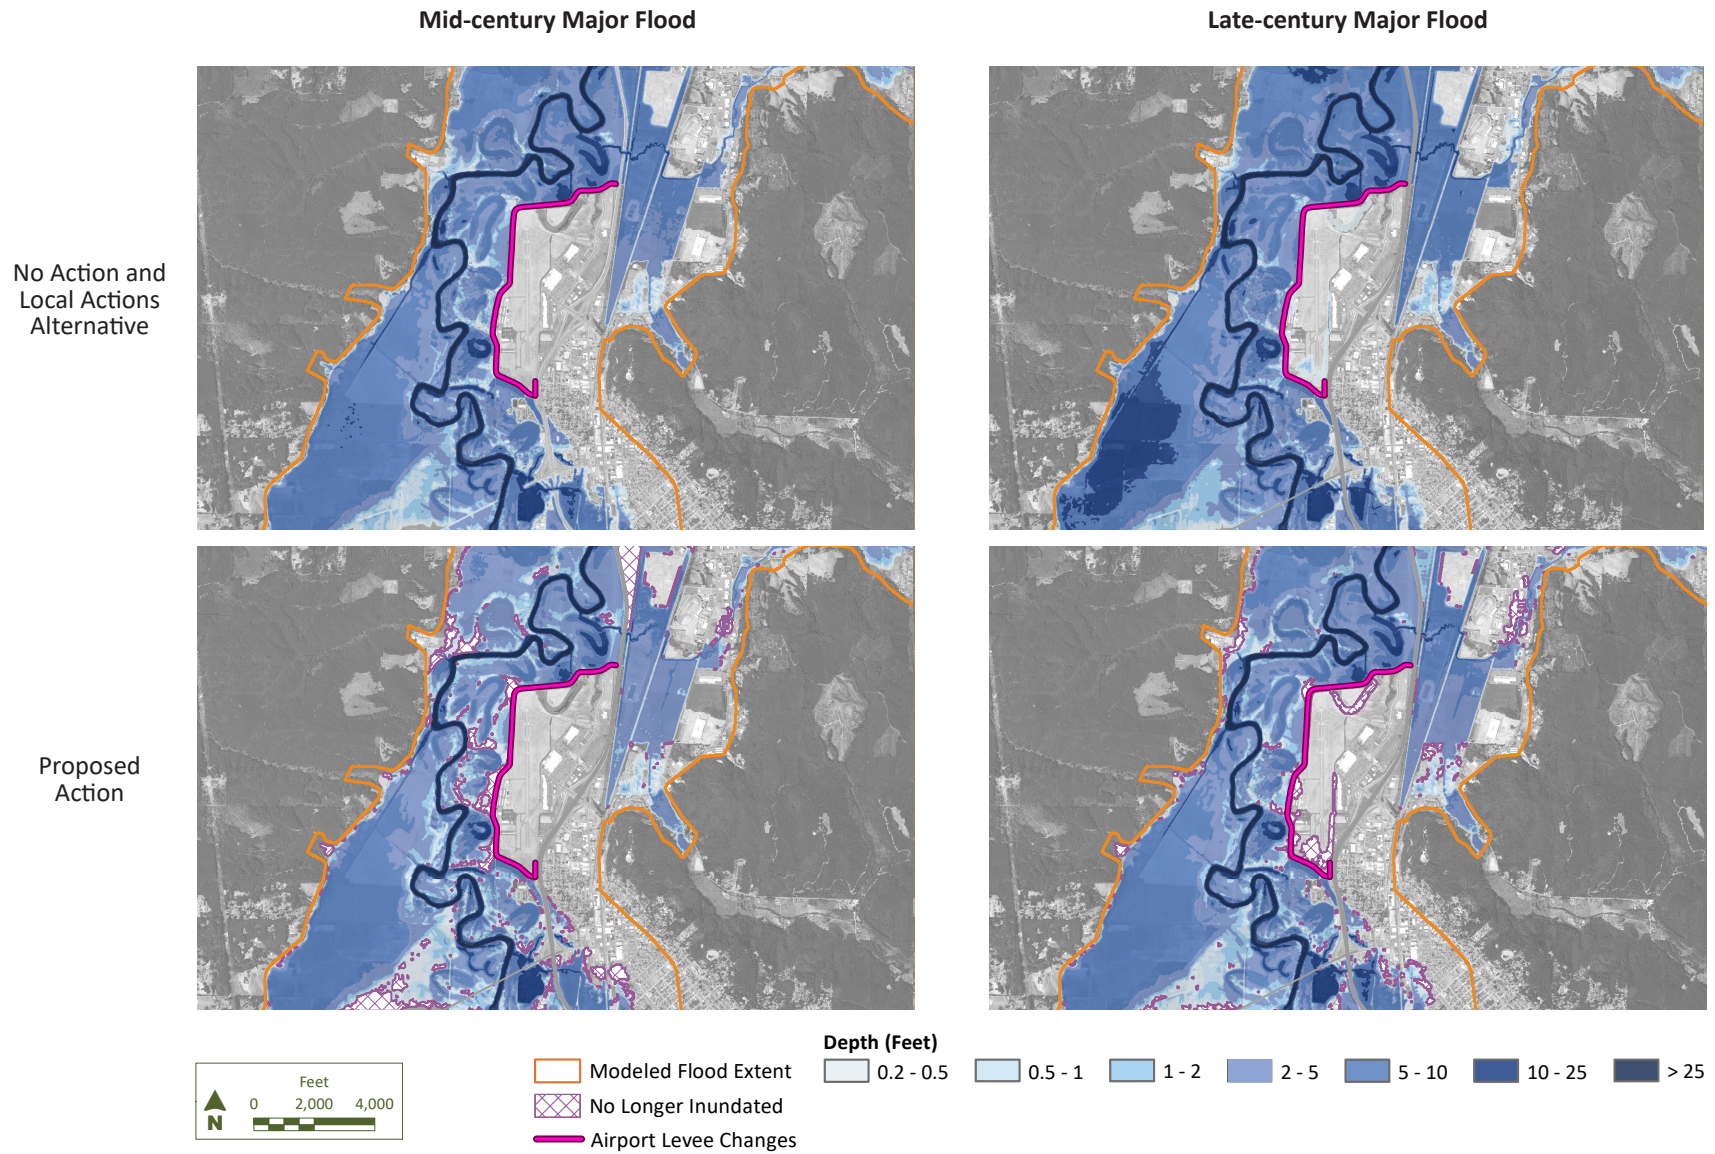 Mid-century Major Flood
Late-century Major Flood
No Action and
Local Actions
Alternative
Proposed
Action
Feet
0 2,000 4,000
N
Modeled Flood Extent
No Longer Inundated
Airport Levee Changes
Depth (Feet)
0.2 - 0.5
0.5 - 1
1 - 2
2 - 5
5 - 10
10 - 25
> 25